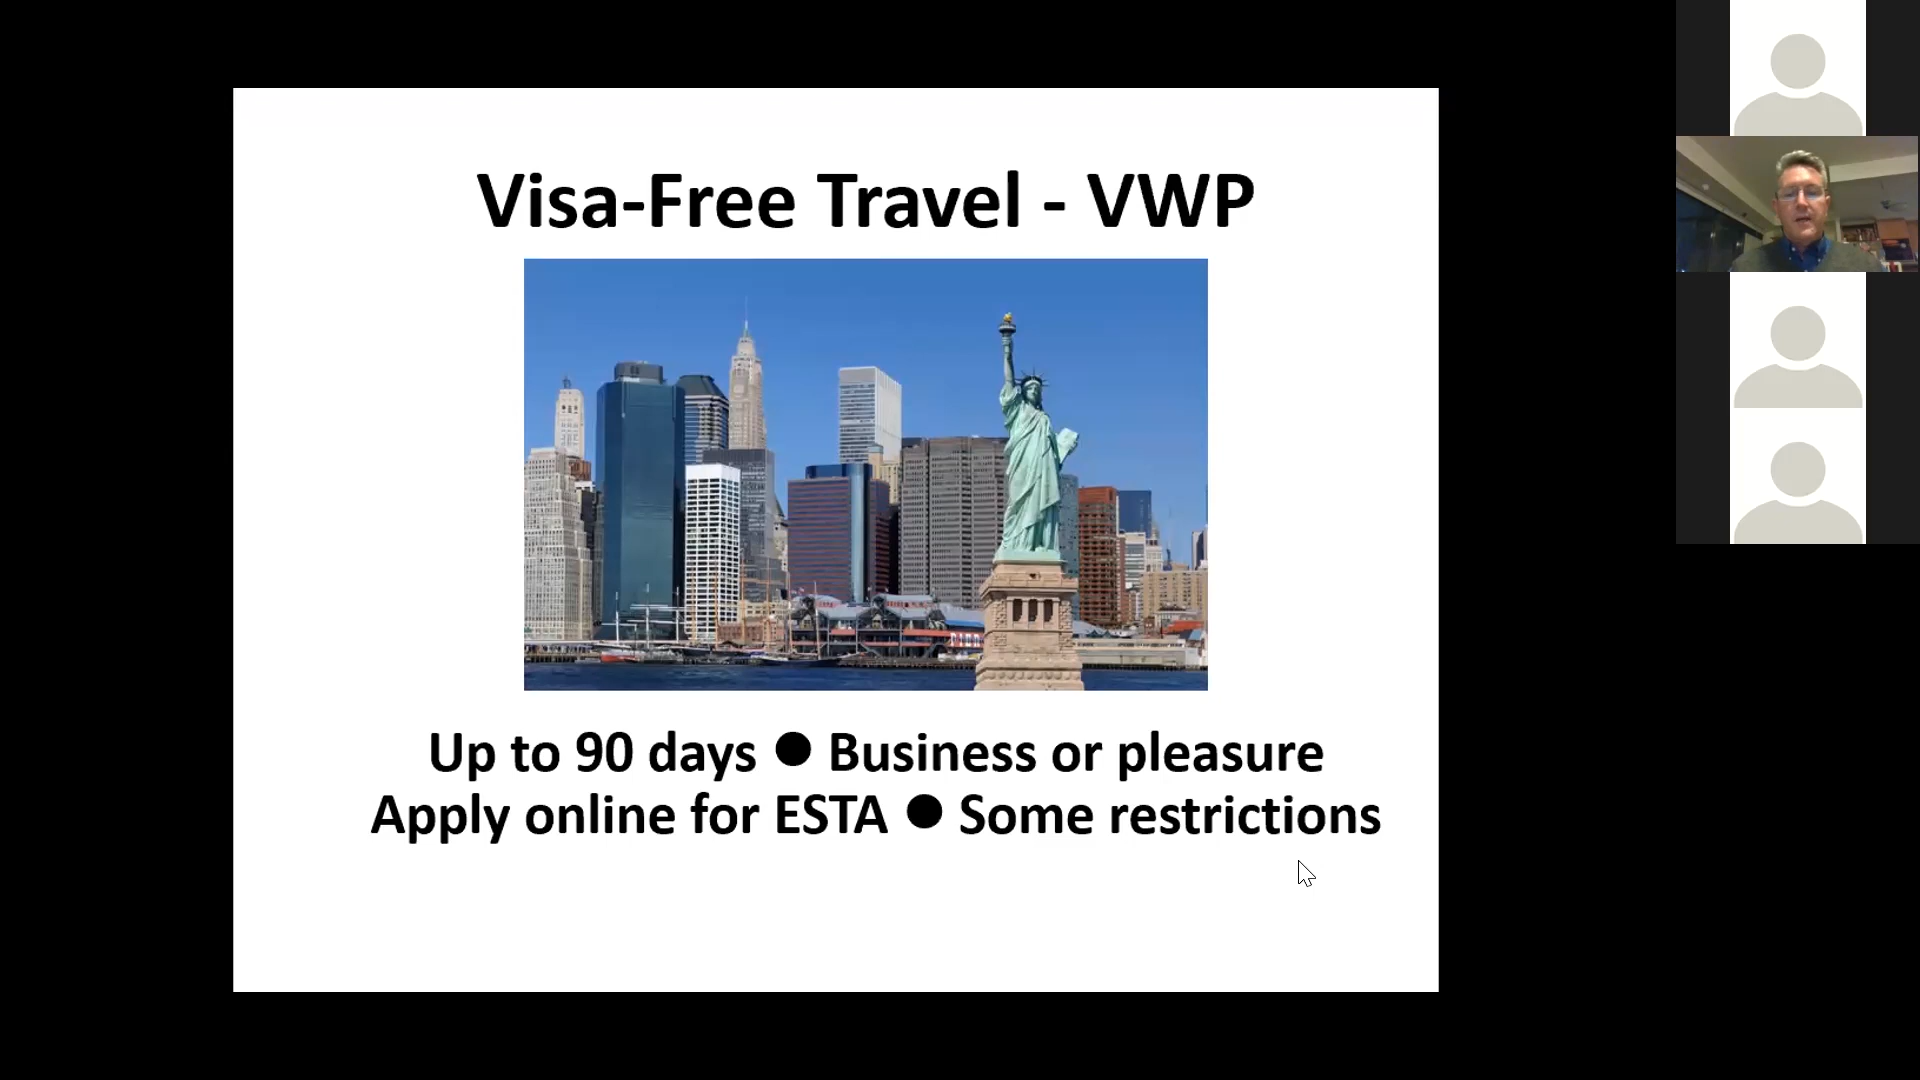 Visa-Free Travel - VWP
Up to 90 days ● Business or pleasure
Apply online for ESTA ● Some restrictions